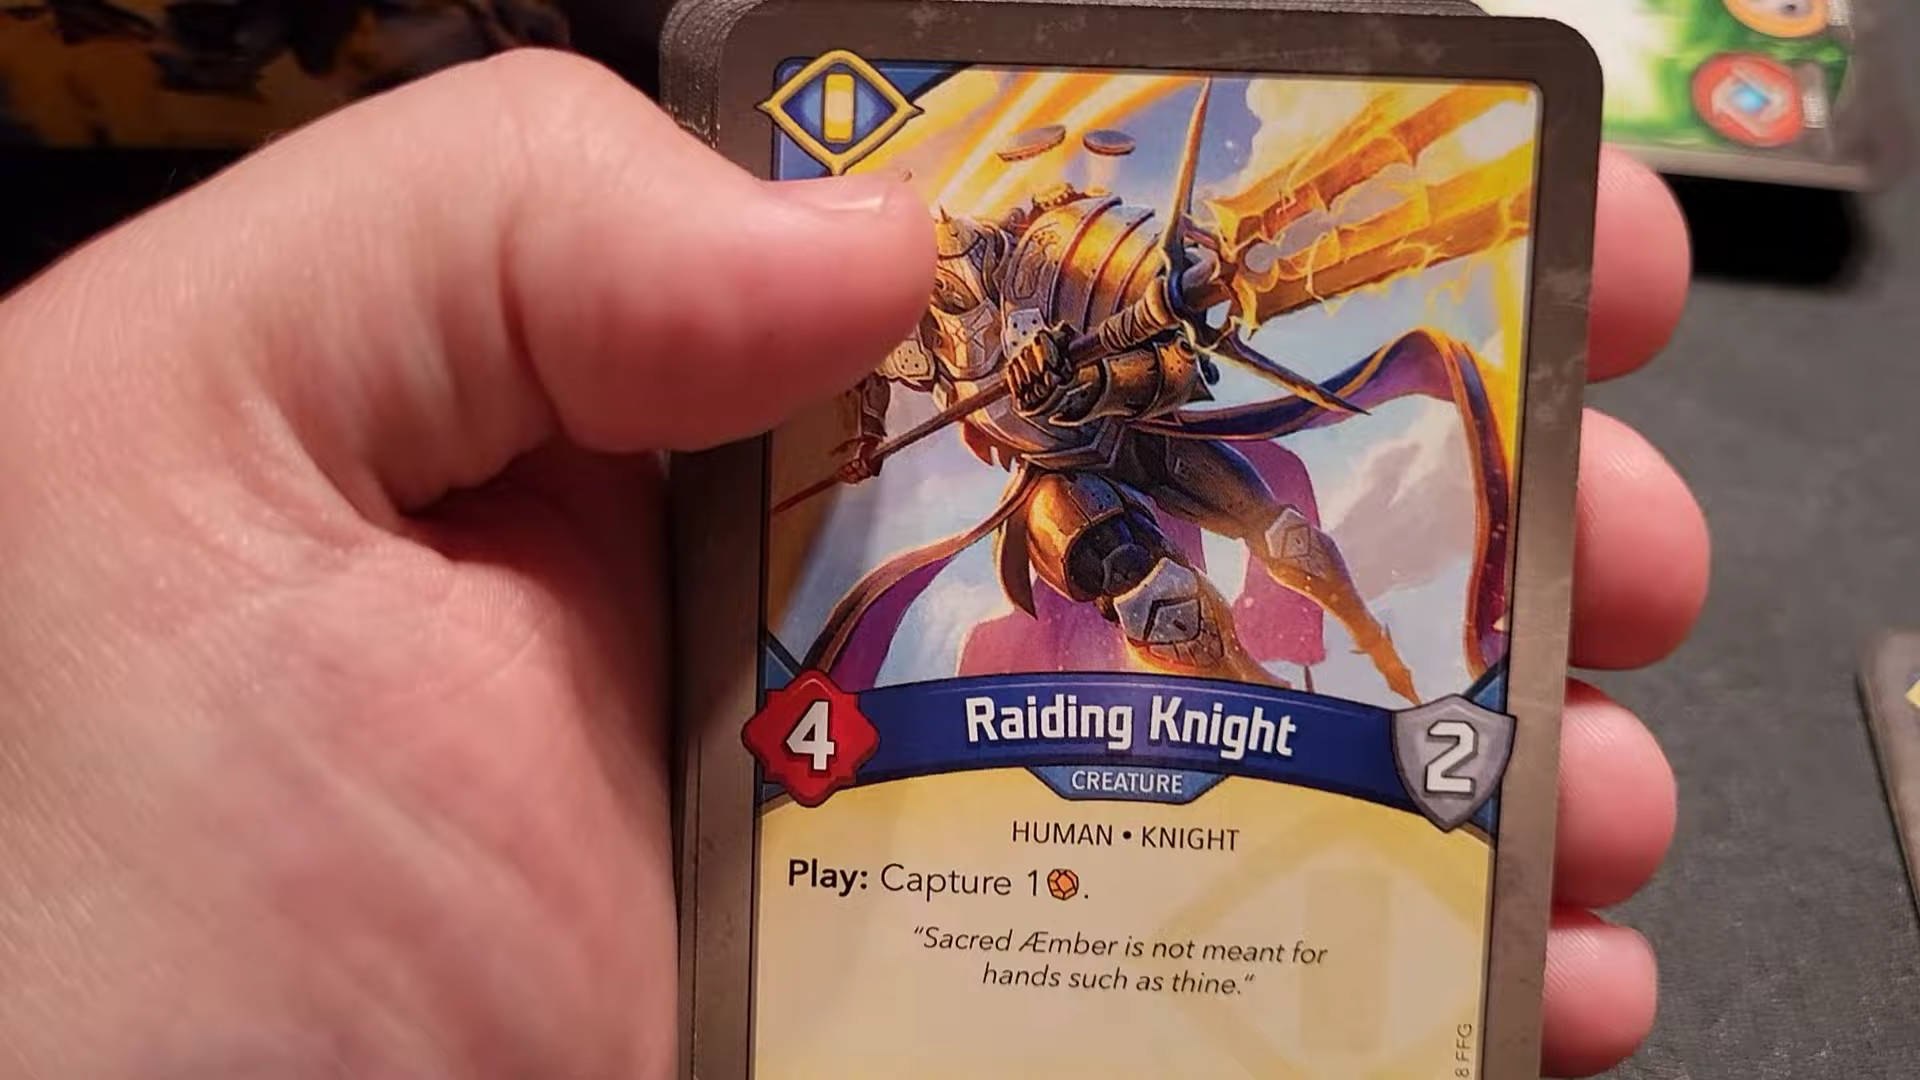 4
Raiding Knight
2
CREATURE
HUMAN • KNIGHT
Play: Capture 1.
“Sacred Æmber is not meant for
hands such as thine.“
8 FFG